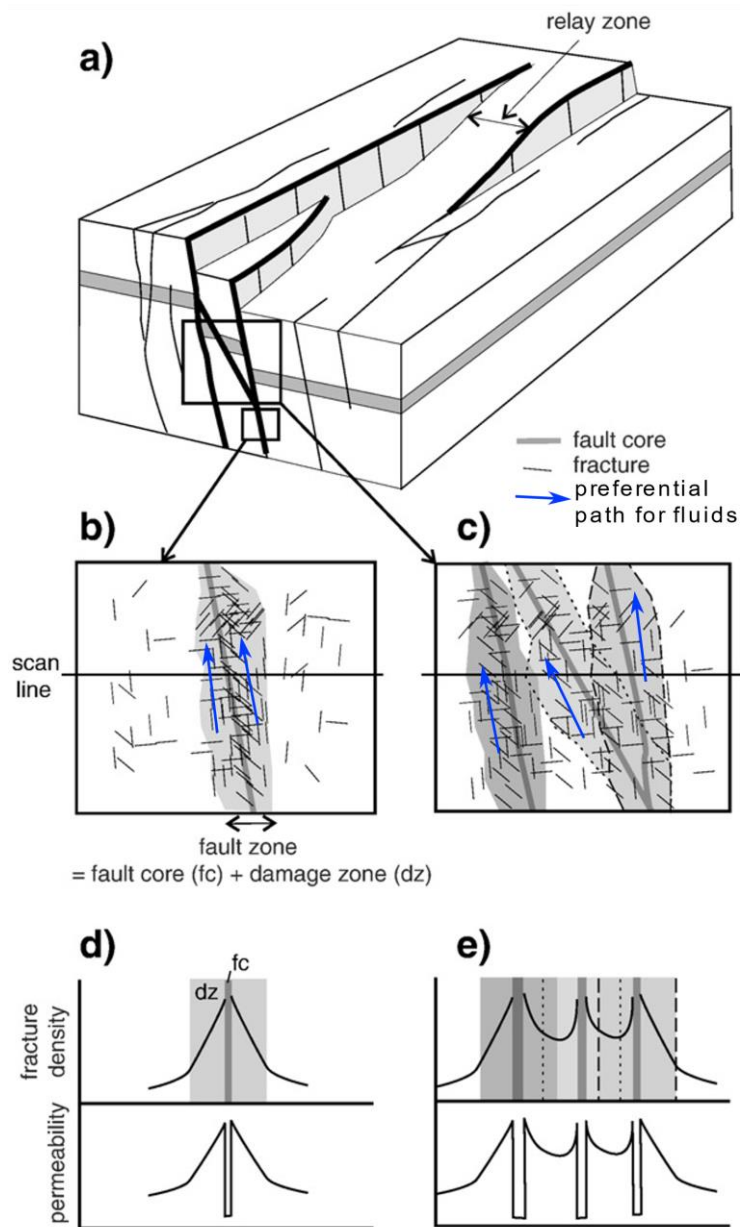 relay zone
a)
fault core
fracture
preferential
path for fluids
b)
c)
scan
line
fault zone
= fault core (fc) + damage zone (dz)
d)
e)
fc
dz
fracture
density
permeability